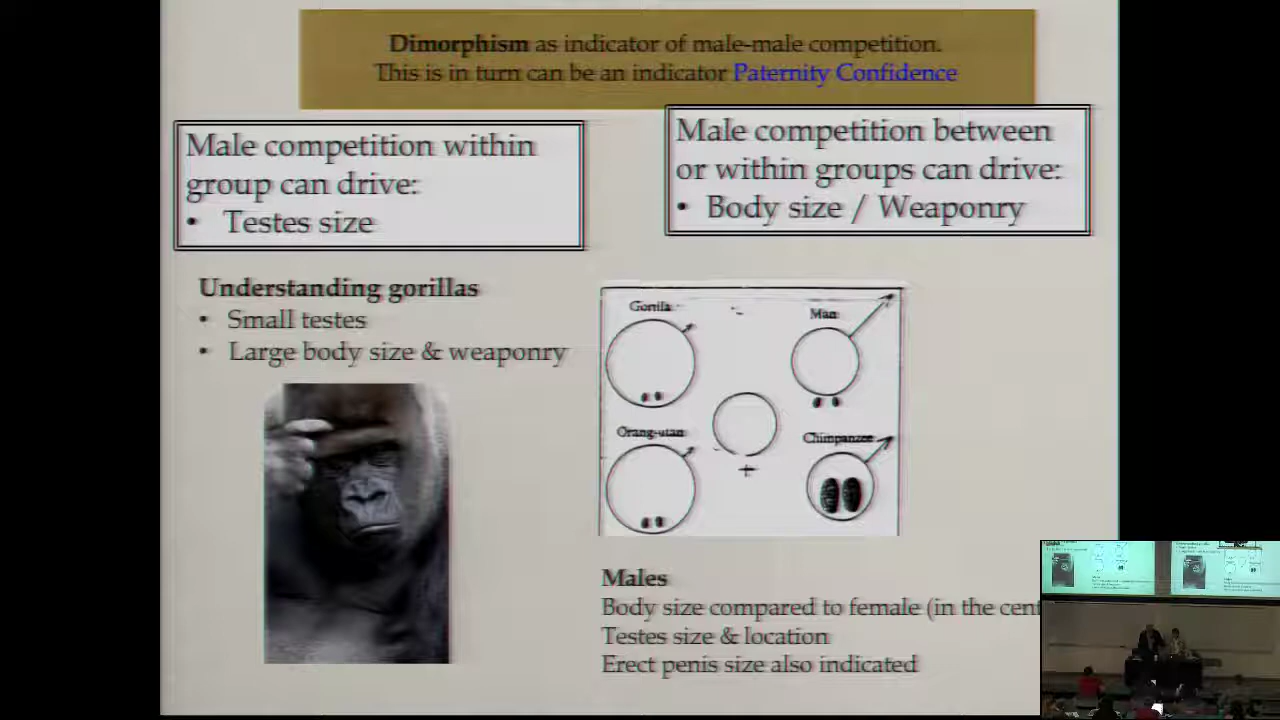 Dimorphism as indicator of male-male competition.
This is in turn can be an indicator Paternity Confidence
Male competition within
group can drive:
• Testes size
Male competition between
or within groups can drive:
• Body size / Weaponry
Understanding gorillas
• Small testes
• Large body size & weaponry
Gorilla
Man
Orang-utan
Chimpanzee
Males
Body size compared to female (in the cent
Testes size & location
Erect penis size also indicated